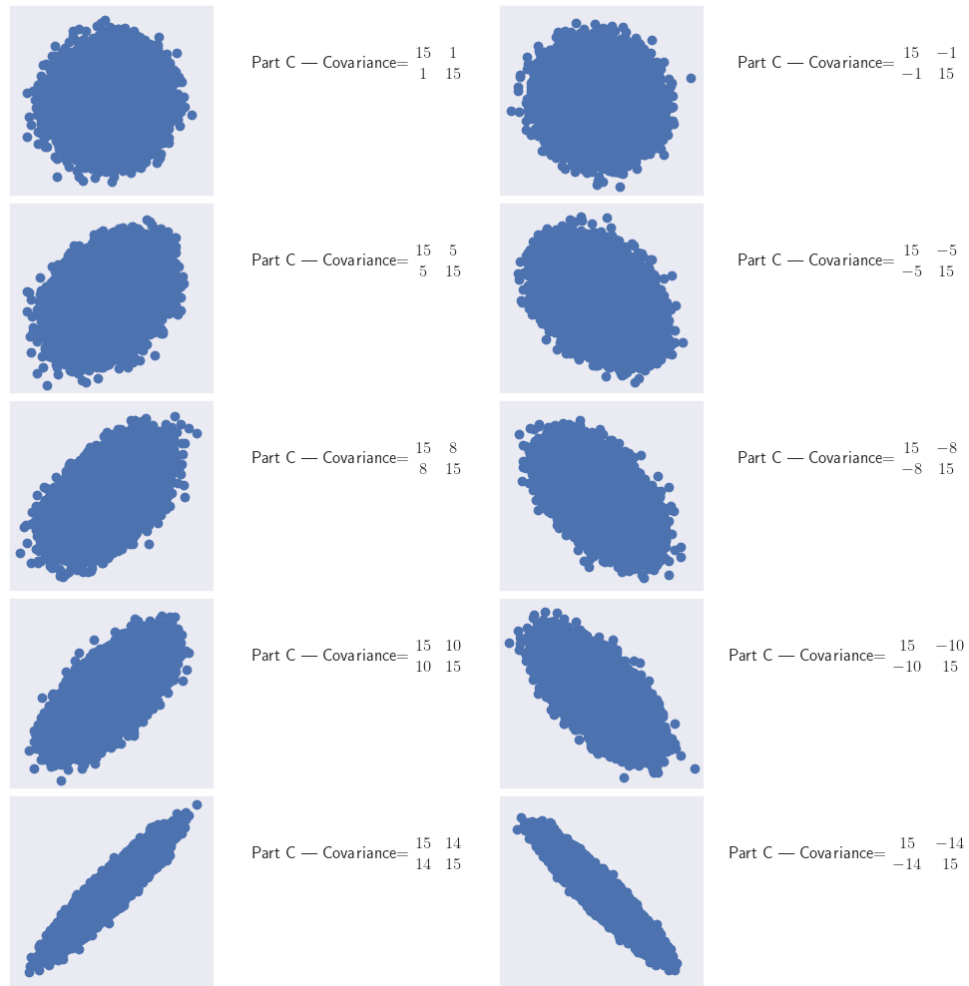 Part C — Covariance= 15 1
1 15
Part C — Covariance= 15 −1
−1 15
Part C — Covariance= 15 5
5 15
Part C — Covariance= 15 −5
−5 15
Part C — Covariance= 15 8
8 15
Part C — Covariance= 15 −8
−8 15
Part C — Covariance= 15 10
10 15
Part C — Covariance= 15 −10
−10 15
Part C — Covariance= 15 14
14 15
Part C — Covariance= 15 −14
−14 15